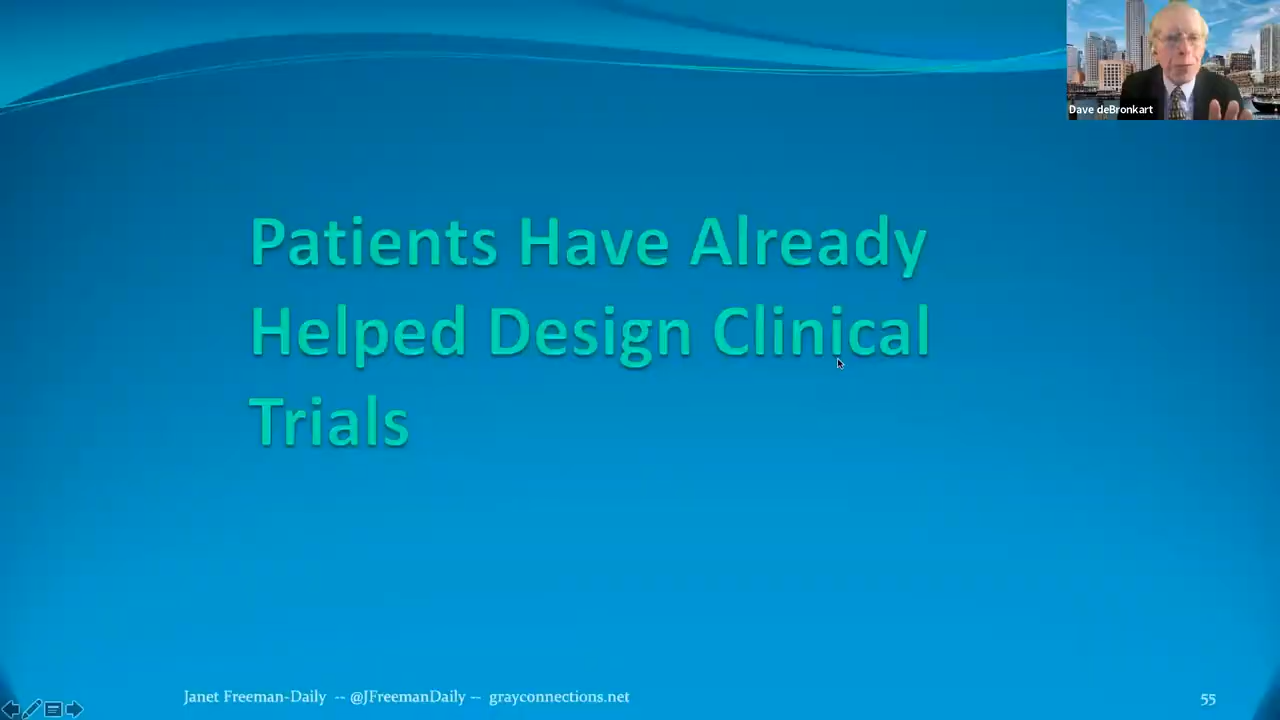 Dave deBronkart
Patients Have Already
Helped Design Clinical
Trials
Janet Freeman-Daily -- @JFreemanDaily -- grayconnections.net
55